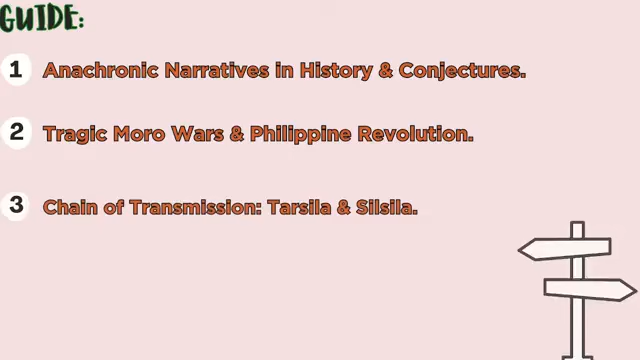 GUIDE:
1 Anachronic Narratives in History & Conjectures.
2 Tragic Moro Wars & Philippine Revolution.
3 Chain of Transmission: Tarsila & Silsila.